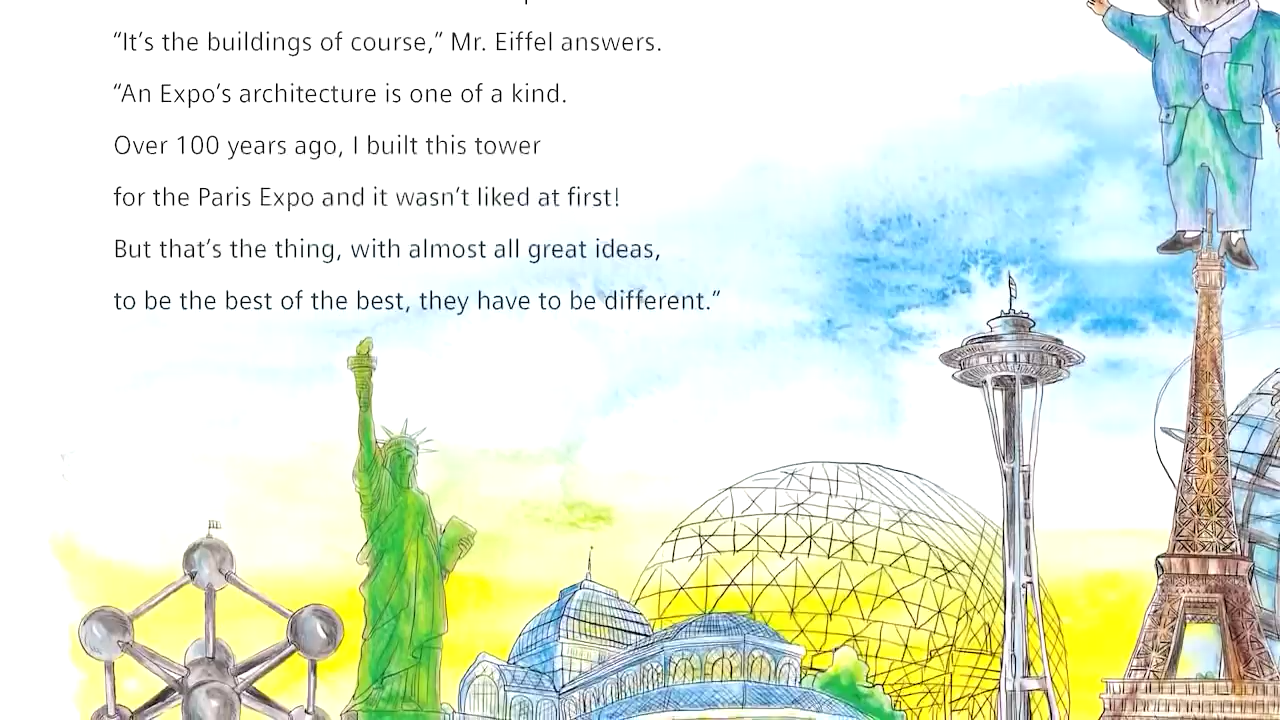 “It’s the buildings of course,” Mr. Eiffel answers.
“An Expo’s architecture is one of a kind.
Over 100 years ago, I built this tower
for the Paris Expo and it wasn’t liked at first!
But that’s the thing, with almost all great ideas,
to be the best of the best, they have to be different.”